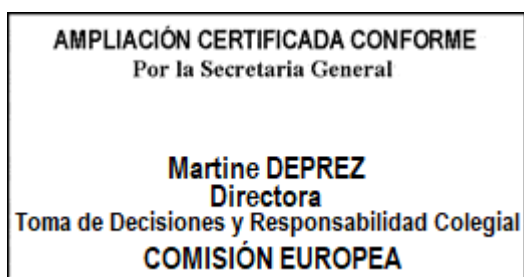 AMPLIACIÓN CERTIFICADA CONFORME
Por la Secretaria General
Martine DEPREZ
Directora
Toma de Decisiones y Responsabilidad Colegial
COMISIÓN EUROPEA